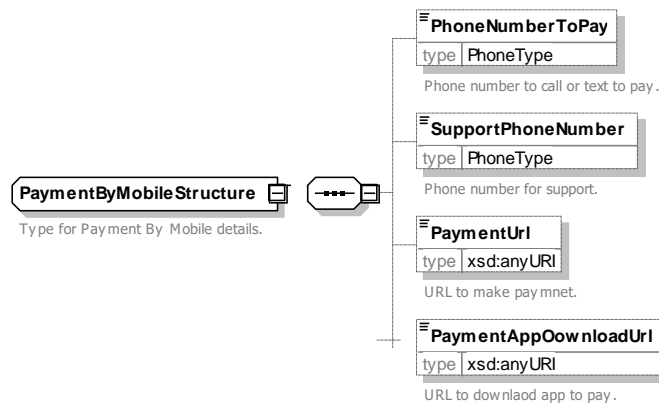 PhoneNumberToPay
type PhoneType
Phone number to call or text to pay.
SupportPhoneNumber
type PhoneType
Phone number for support.
PaymentByMobileStructure
Type for Payment By Mobile details.
PaymentUrl
type xsd:anyURI
URL to make paymnet.
PaymentAppOownloadUrl
type xsd:anyURI
URL to downlaod app to pay.